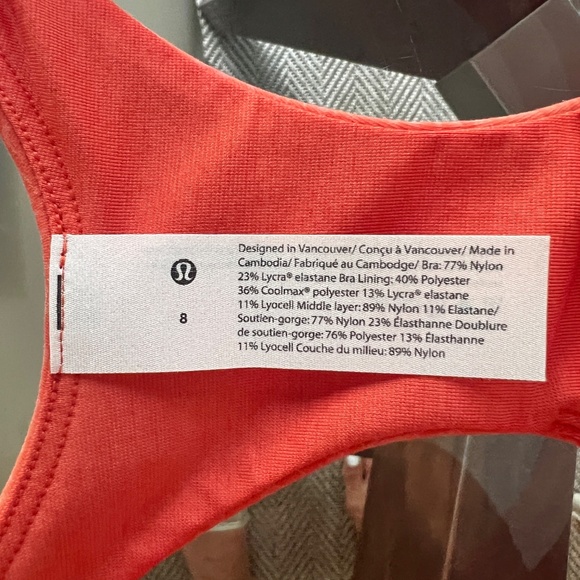 Designed in Vancouver/ Conçu à Vancouver/ Made in
Cambodia/ Fabriqué au Cambodge/ Bra: 77% Nylon
23% Lycra® elastane Bra Lining: 40% Polyester
36% Coolmax® polyester 13% Lycra® elastane
11% Lyocell Middle layer: 89% Nylon 11% Elastane/
Soutien-gorge: 77% Nylon 23% Élasthanne Doublure
de soutien-gorge: 76% Polyester 13% Élasthanne
11% Lyocell Couche du milieu: 89% Nylon
8